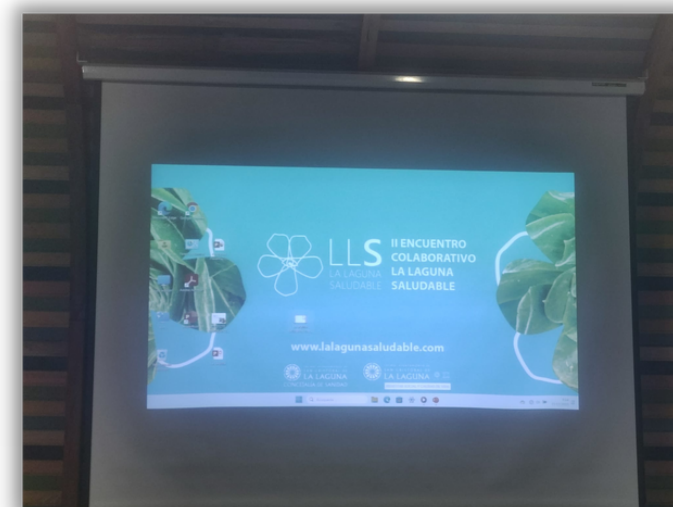 LLS
LA LAGUNA
SALUDABLE
II ENCUENTRO
COLABORATIVO
LA LAGUNA
SALUDABLE
www.lalagunasaludable.com
LA LAGUNA
LA LAGUNA